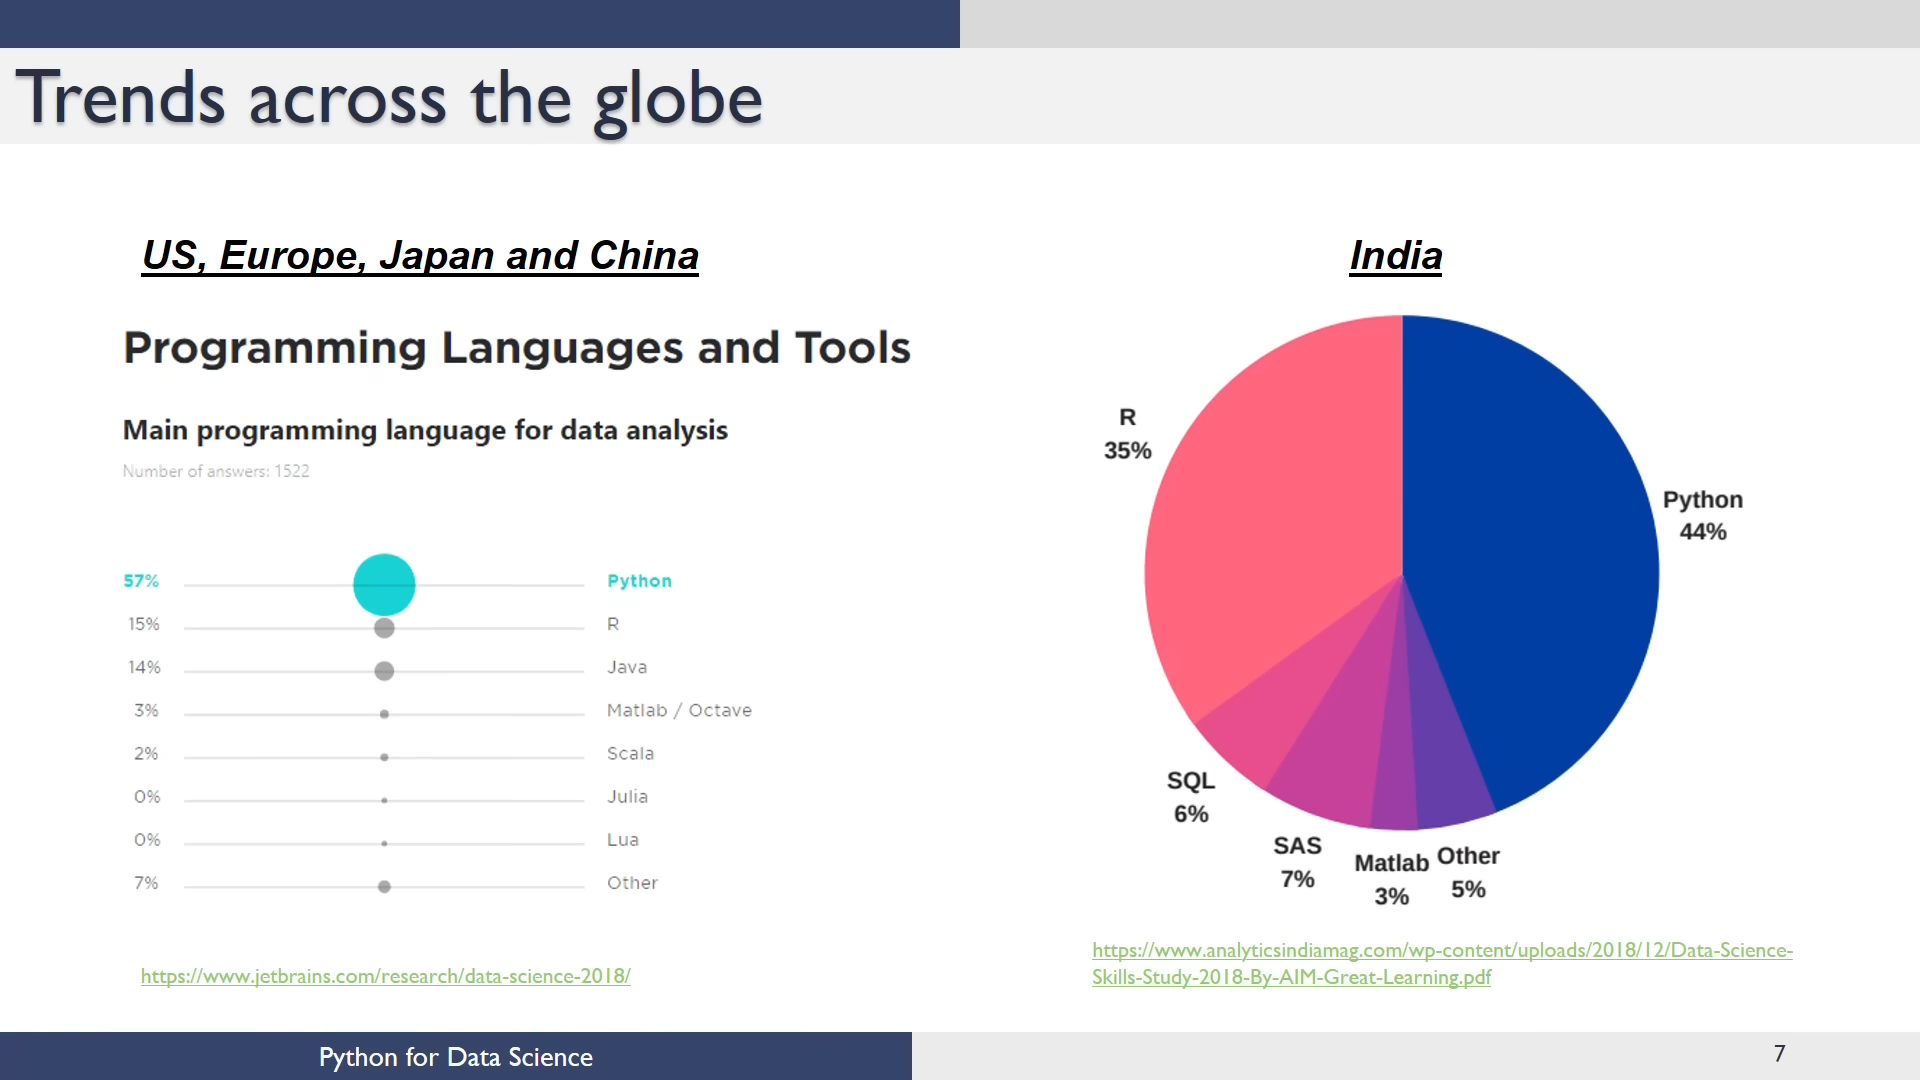 Trends across the globe
US, Europe, Japan and China
Programming Languages and Tools
Main programming language for data analysis
Number of answers: 1522
57% Python
15% R
14% Java
3% Matlab / Octave
2% Scala
0% Julia
0% Lua
7% Other
https://www.jetbrains.com/research/data-science-2018/
India
R
35%
Python
44%
SQL
6%
SAS
7%
Matlab
3%
Other
5%
https://www.analyticsindiamag.com/wp-content/uploads/2018/12/Data-Science-
Skills-Study-2018-By-AIM-Great-Learning.pdf
Python for Data Science
7